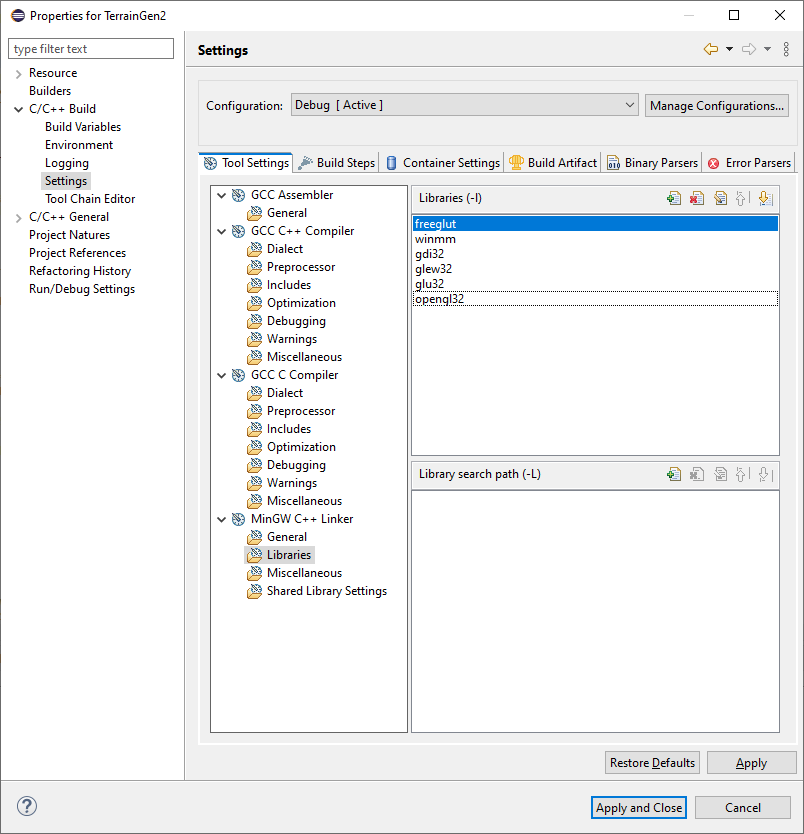 Properties for TerrainGen2
type filter text
Resource
Builders
C/C++ Build
Build Variables
Environment
Logging
Settings
Tool Chain Editor
C/C++ General
Project Natures
Project References
Refactoring History
Run/Debug Settings
Settings
Configuration: Debug [ Active ] Manage Configurations...
Tool Settings Build Steps Container Settings Build Artifact Binary Parsers Error Parsers
GCC Assembler
General
GCC C++ Compiler
Dialect
Preprocessor
Includes
Optimization
Debugging
Warnings
Miscellaneous
GCC C Compiler
Dialect
Preprocessor
Includes
Optimization
Debugging
Warnings
Miscellaneous
MinGW C++ Linker
General
Libraries
Miscellaneous
Shared Library Settings
Libraries (-l)
freeglut
winmm
gdi32
glew32
glu32
opengl32
Library search path (-L)
Restore Defaults Apply
? Apply and Close Cancel